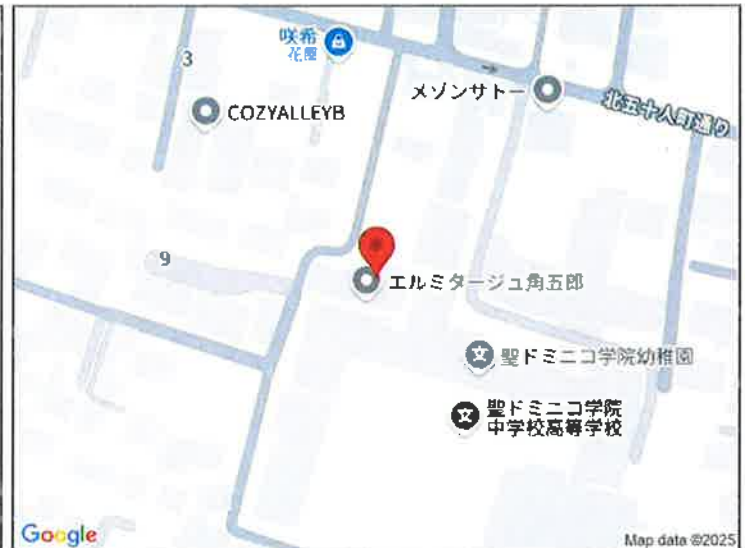 咲希
花屋
3
COZYALLEYB
メゾンサトー
北五十人町通り
9
エルミタージュ角五郎
聖ドミニコ学院幼稚園
聖ドミニコ学院
中学校高等学校
Google
Map data ©2025